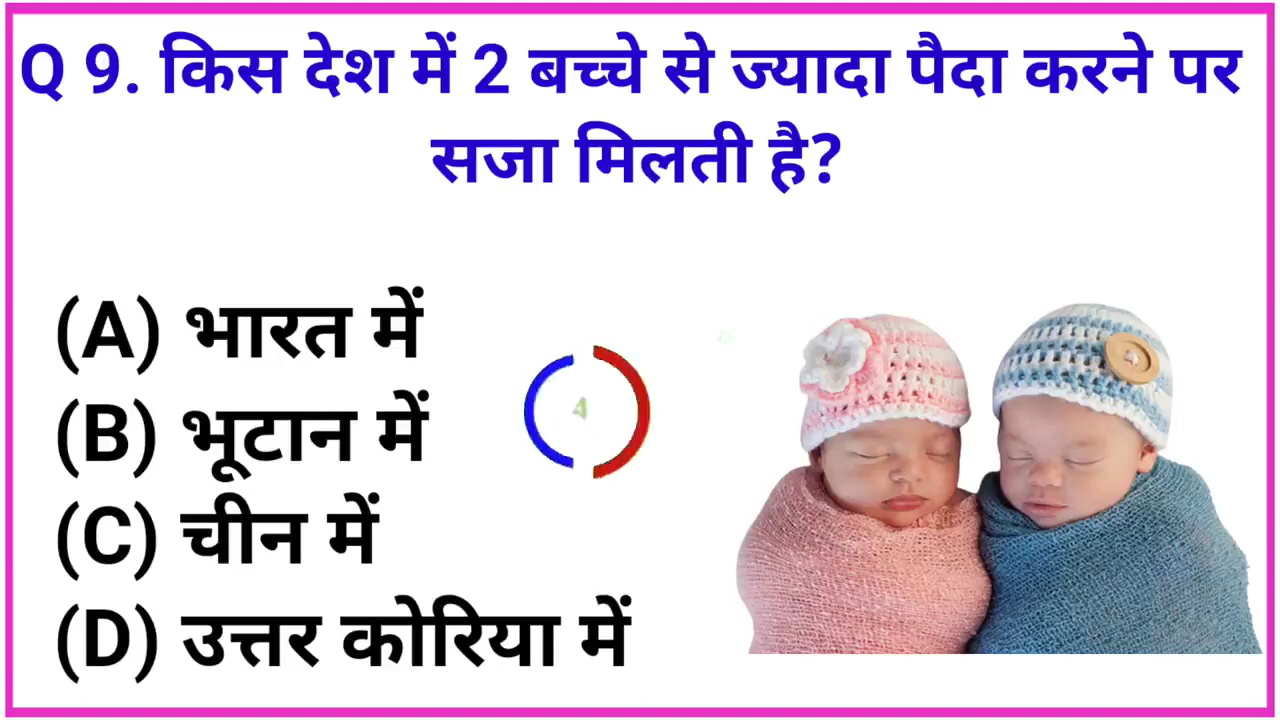 Q 9. किस देश में 2 बच्चे से ज्यादा पैदा करने पर
सजा मिलती है?
(A) भारत में
(B) भूटान में
(C) चीन में
(D) उत्तर कोरिया में